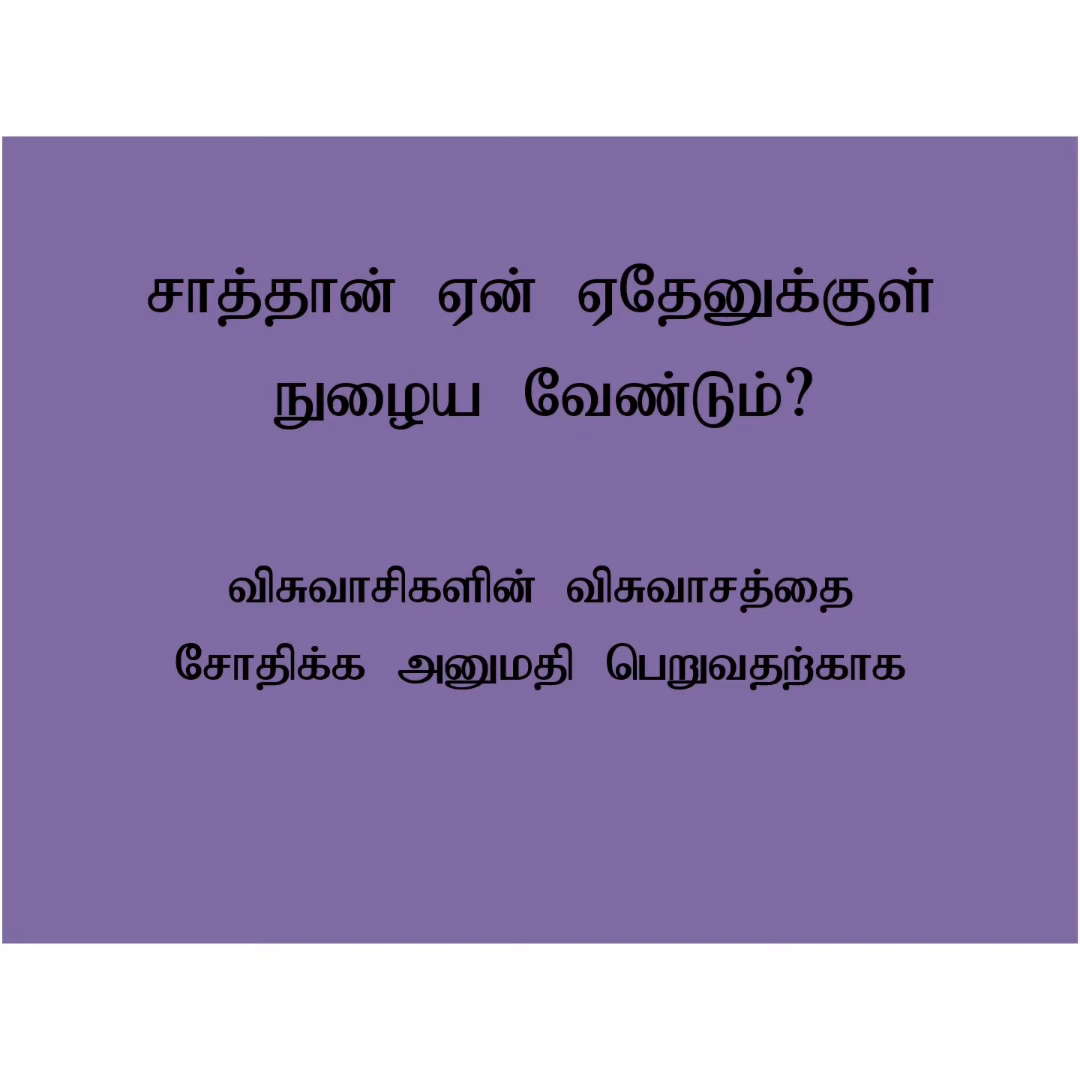 சாத்தான் ஏன் ஏதேனுக்குள்
நுழைய வேண்டும்?
விசுவாசிகளின் விசுவாசத்தை
சோதிக்க அனுமதி பெறுவதற்காக